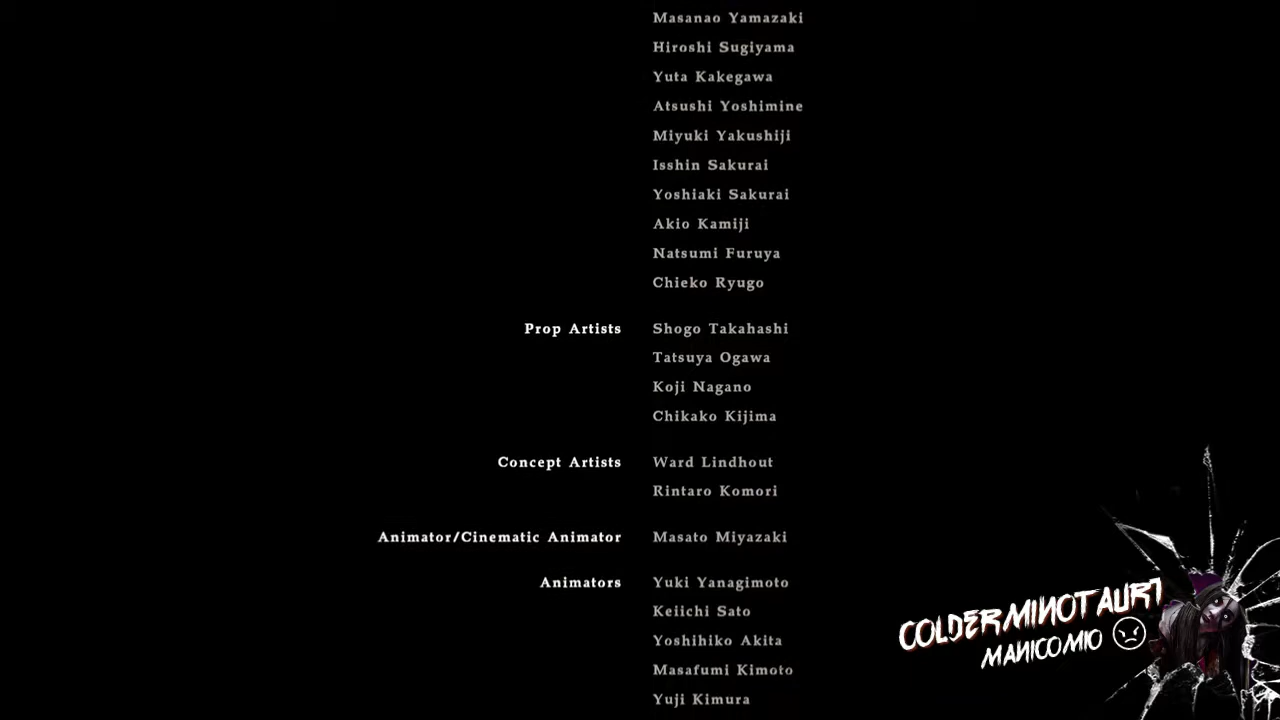 Masanao Yamazaki
Hiroshi Sugiyama
Yuta Kakegawa
Atsushi Yoshimine
Miyuki Yakushiji
Isshin Sakurai
Yoshiaki Sakurai
Akio Kamiji
Natsumi Furuya
Chieko Ryugo
Prop Artists Shogo Takahashi
Tatsuya Ogawa
Koji Nagano
Chikako Kijima
Concept Artists Ward Lindhout
Rintaro Komori
Animator/Cinematic Animator Masato Miyazaki
Animators Yuki Yanagimoto
Keiichi Sato
Yoshihiko Akita
Masafumi Kimoto
Yuji Kimura
COLDERMINOTAUR1
MANICOMIO